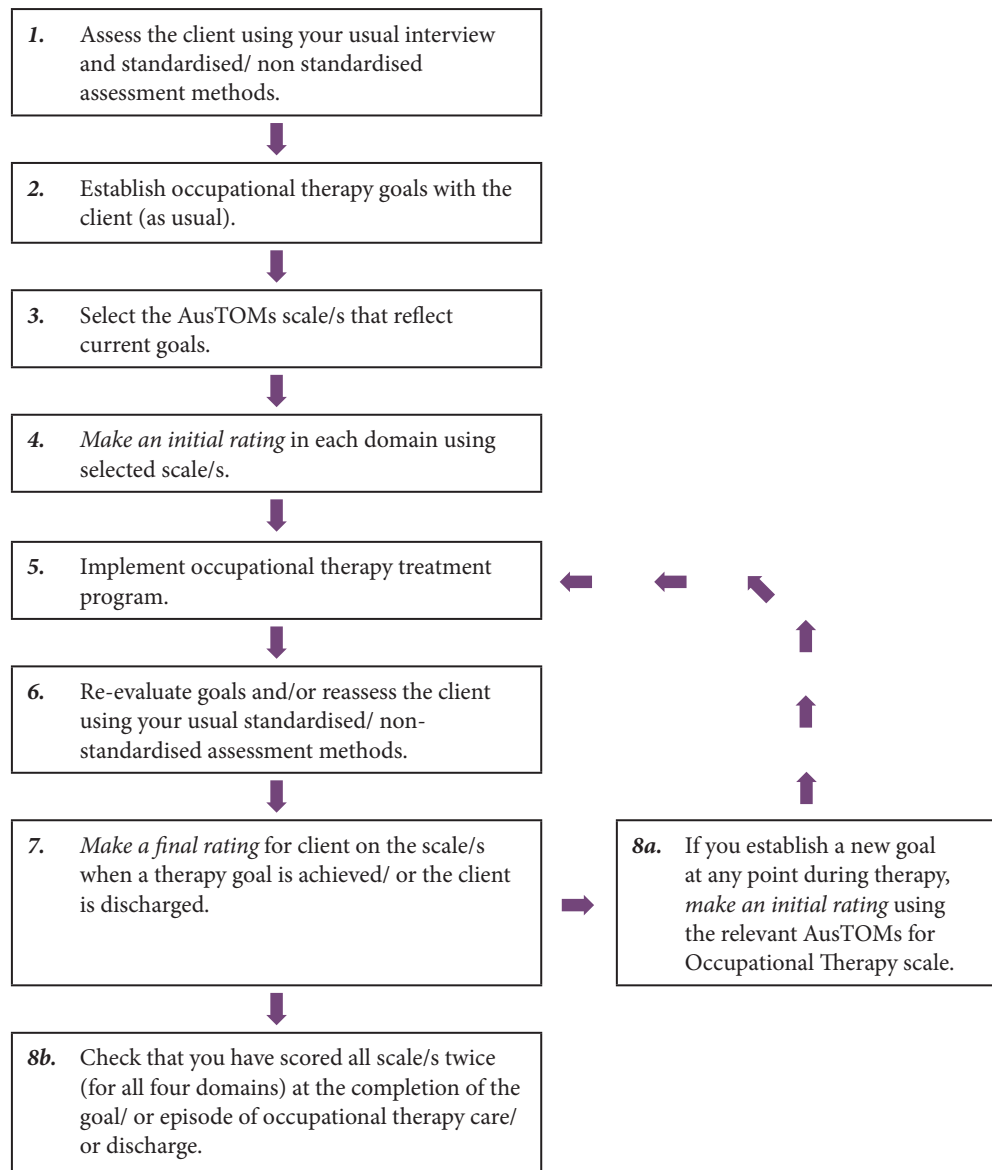 1. Assess the client using your usual interview
and standardised/ non standardised
assessment methods.
2. Establish occupational therapy goals with the
client (as usual).
3. Select the AusTOMs scale/s that reflect
current goals.
4. Make an initial rating in each domain using
selected scale/s.
5. Implement occupational therapy treatment
program.
6. Re-evaluate goals and/or reassess the client
using your usual standardised/ non-
standardised assessment methods.
7. Make a final rating for client on the scale/s
when a therapy goal is achieved/ or the client
is discharged.
8a. If you establish a new goal
at any point during therapy,
make an initial rating using
the relevant AusTOMs for
Occupational Therapy scale.
8b. Check that you have scored all scale/s twice
(for all four domains) at the completion of the
goal/ or episode of occupational therapy care/
or discharge.